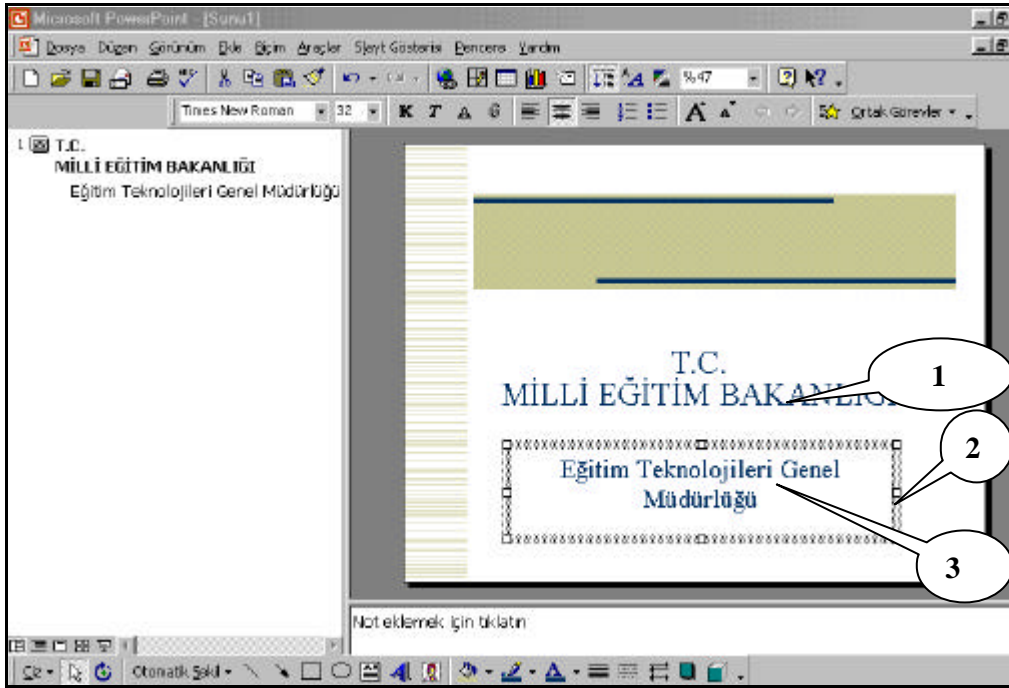 Microsoft PowerPoint - [Sunu1]
Dosya Düzen Görünüm Ekle Biçim Araçlar Slayt Gösterisi Pencere Yardım
%47
Times New Roman 32 K T A Ortak Görevler
1 T.C.
MİLLİ EĞİTİM BAKANLIĞI
Eğitim Teknolojileri Genel Müdürlüğü
T.C.
MİLLİ EĞİTİM BAKANLIĞI
1
2
Eğitim Teknolojileri Genel
Müdürlüğü
3
Not eklemek için tıklatın
Çiz Otomatik Şekil